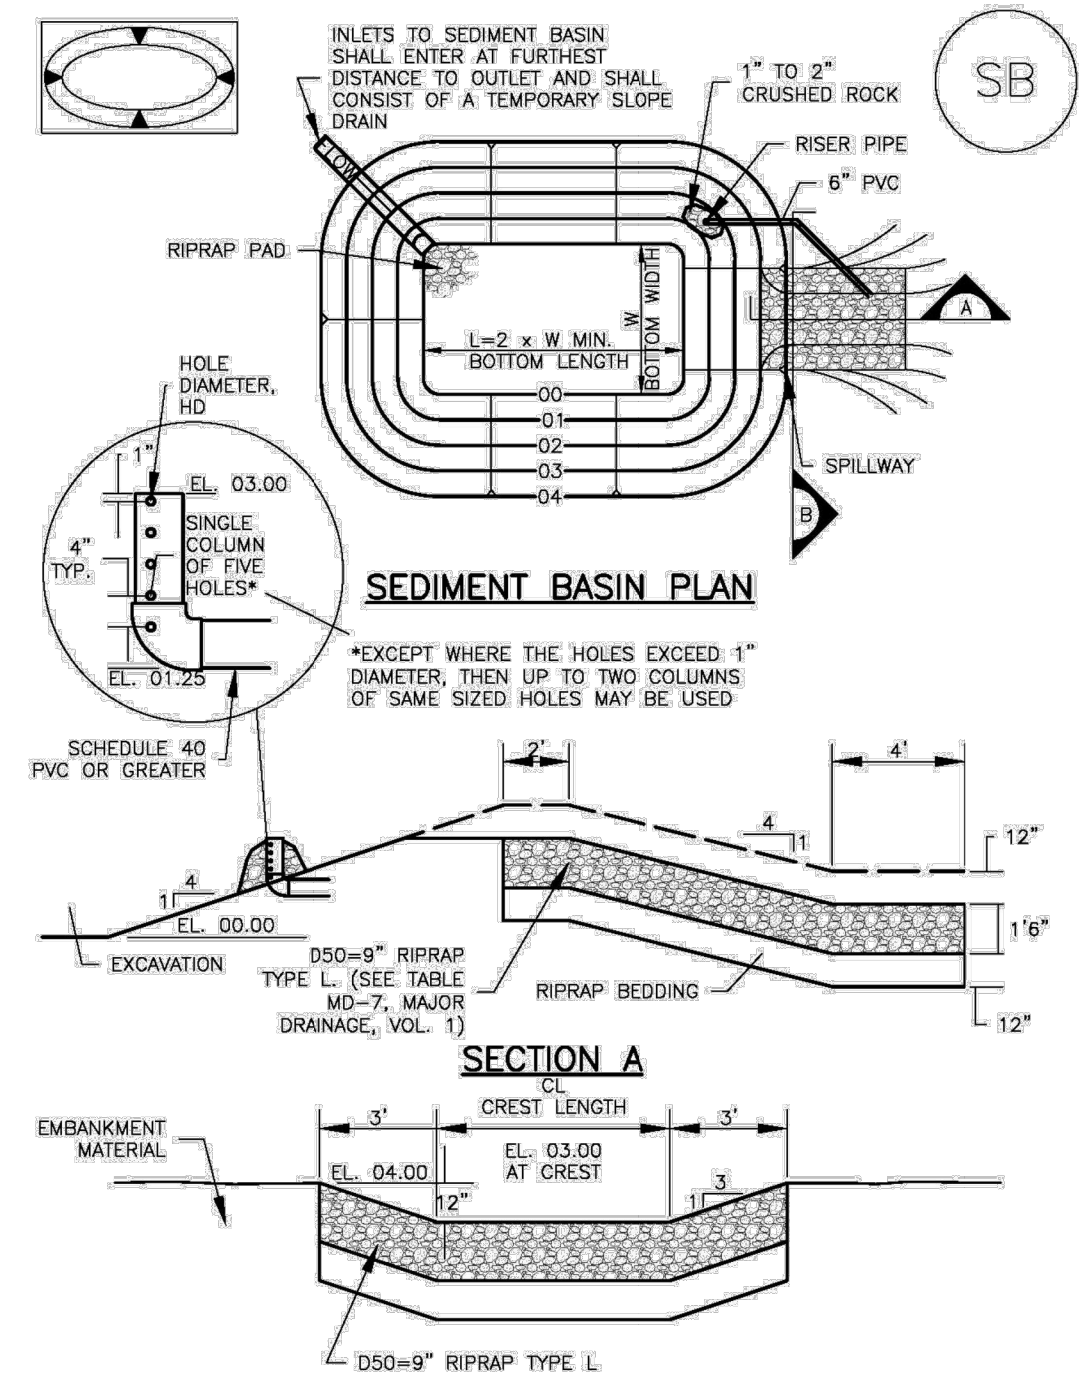 INLETS TO SEDIMENT BASIN
SHALL ENTER AT FURTHEST
DISTANCE TO OUTLET AND SHALL
CONSIST OF A TEMPORARY SLOPE
DRAIN
1" TO 2"
CRUSHED ROCK
SB
RISER PIPE
6" PVC
FLOW
RIPRAP PAD
A
W
BOTTOM WIDTH
L=2 x W MIN.
BOTTOM LENGTH
00
01
02
03
04
SPILLWAY
B
HOLE
DIAMETER,
HD
1"
EL. 03.00
4"
TYP.
SINGLE
COLUMN
OF FIVE
HOLES*
EL. 01.25
SEDIMENT BASIN PLAN
*EXCEPT WHERE THE HOLES EXCEED 1"
DIAMETER, THEN UP TO TWO COLUMNS
OF SAME SIZED HOLES MAY BE USED
SCHEDULE 40
PVC OR GREATER
2'
4'
4
1
12"
4
1
EL. 00.00
EXCAVATION
1'6"
D50=9" RIPRAP
TYPE L. (SEE TABLE
MD-7, MAJOR
DRAINAGE, VOL. 1)
RIPRAP BEDDING
12"
SECTION A
CL
CREST LENGTH
3'
3'
EMBANKMENT
MATERIAL
EL. 03.00
AT CREST
EL. 04.00
12"
3
1
D50=9" RIPRAP TYPE L